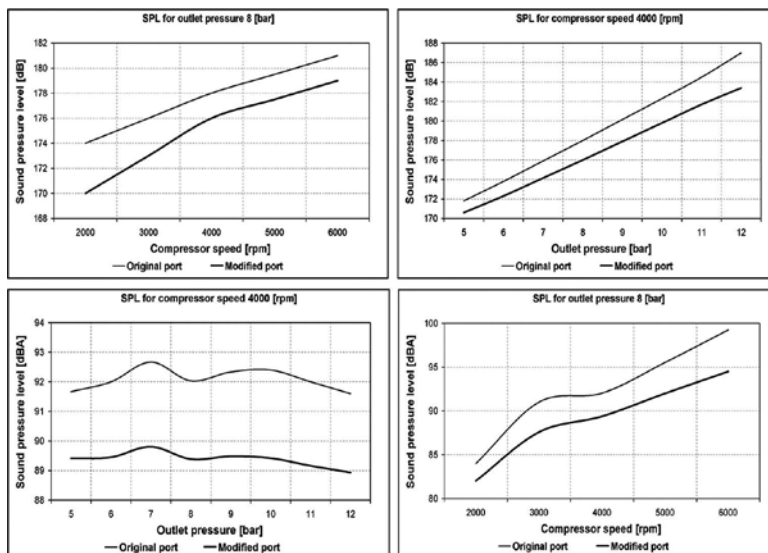 SPL for outlet pressure 8 [bar]
Sound pressure level [dB]
182
180
178
176
174
172
170
168
2000 3000 4000 5000 6000
Compressor speed [rpm]
Original port Modified port
SPL for compressor speed 4000 [rpm]
Sound pressure level [dB]
188
186
184
182
180
178
176
174
172
170
5 6 7 8 9 10 11 12
Outlet pressure [bar]
Original port Modified port
SPL for compressor speed 4000 [rpm]
Sound pressure level [dBA]
94
93
92
91
90
89
88
5 6 7 8 9 10 11 12
Outlet pressure [bar]
Original port Modified port
SPL for outlet pressure 8 [bar]
Sound pressure level [dBA]
100
95
90
85
80
2000 3000 4000 5000 6000
Compressor speed [rpm]
Original port Modified port